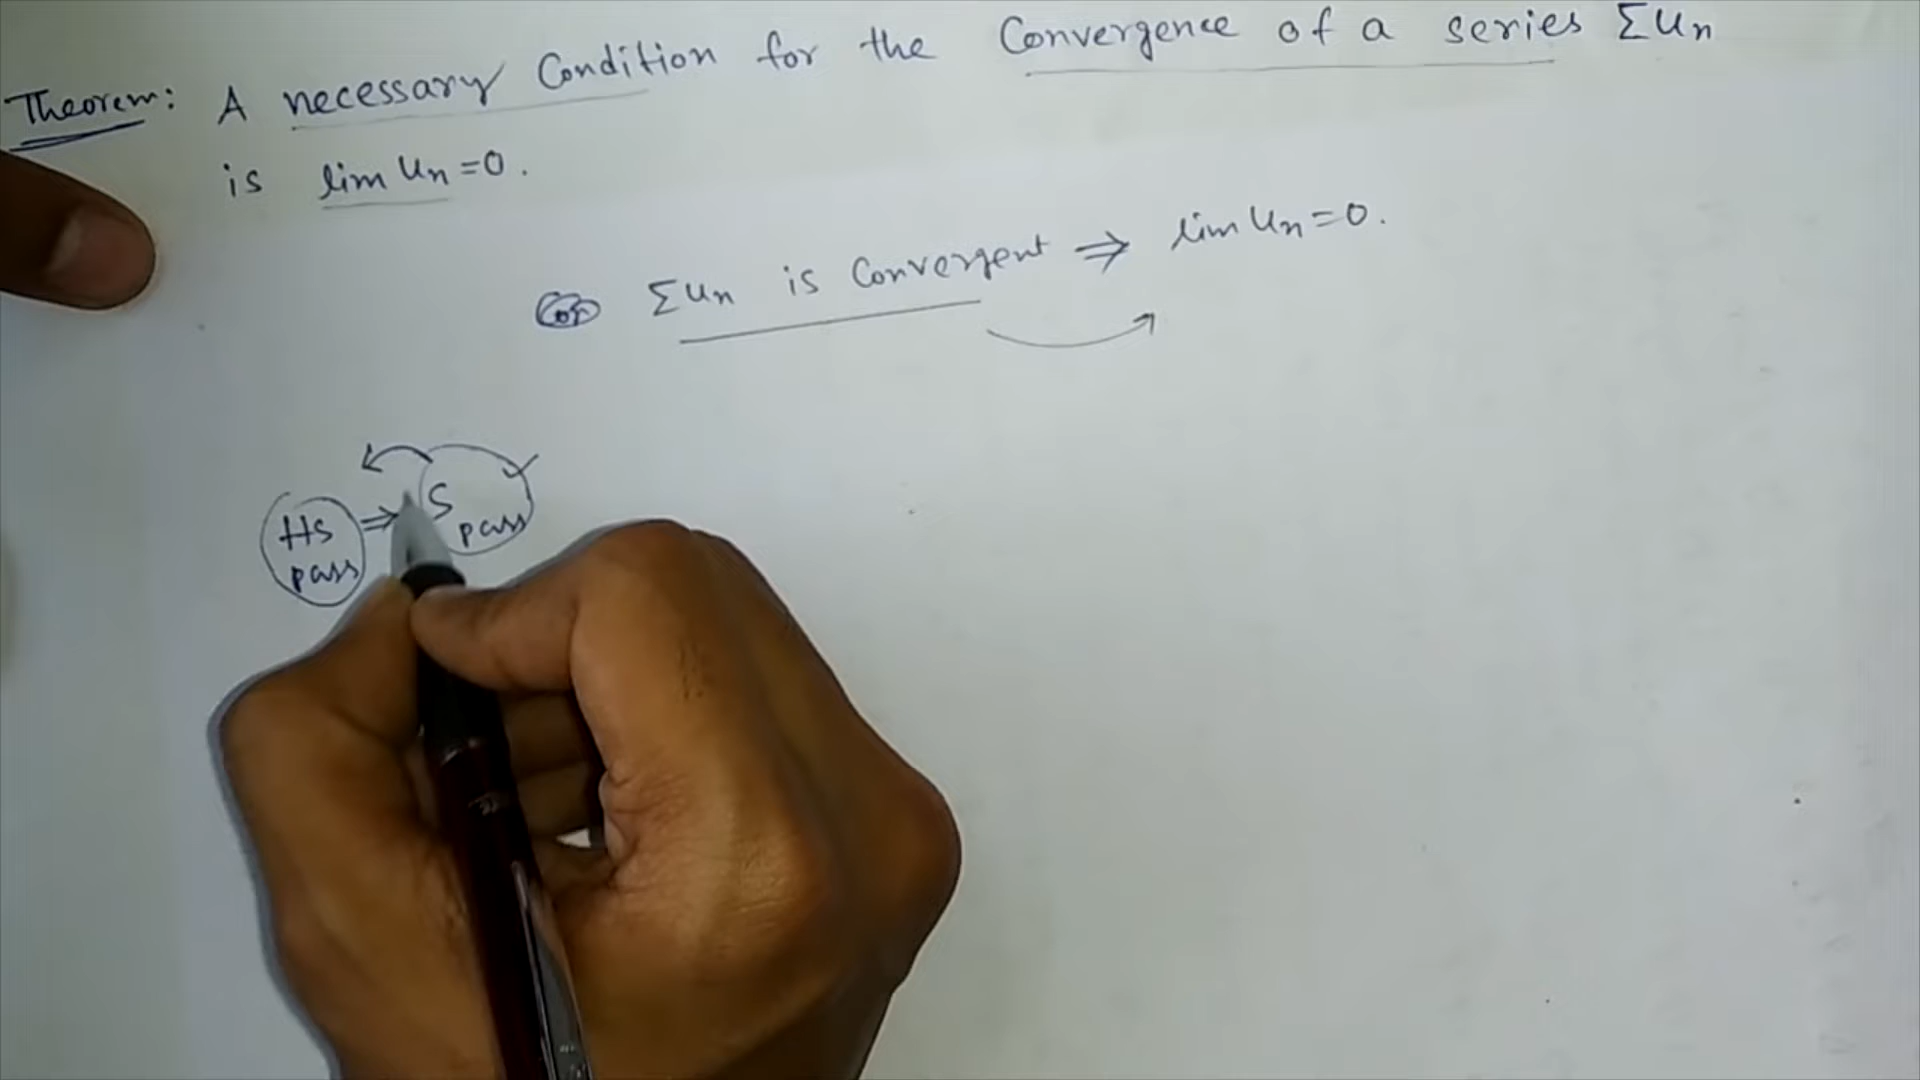 Theorem: A necessary Condition for the Convergence of a series Σun
is lim un = 0.
or Σun is Convergent ⇒ lim un = 0.
HS ⇒ S
pass pass